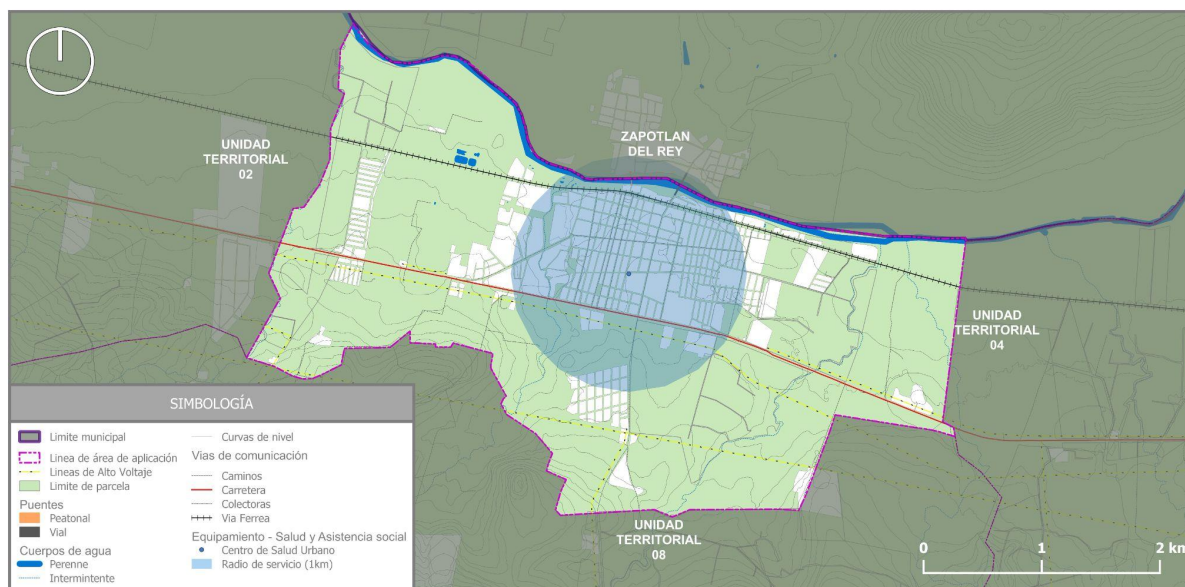 UNIDAD
TERRITORIAL
02
ZAPOTLAN
DEL REY
UNIDAD
TERRITORIAL
04
UNIDAD
TERRITORIAL
08
0 1 2 km
SIMBOLOGÍA
Limite municipal
Linea de área de aplicación
Lineas de Alto Voltaje
Limite de parcela
Puentes
Peatonal
Vial
Cuerpos de agua
Perenne
Intermintente
Curvas de nivel
Vias de comunicación
Caminos
Carretera
Colectoras
Via Ferrea
Equipamiento - Salud y Asistencia social
Centro de Salud Urbano
Radio de servicio (1km)